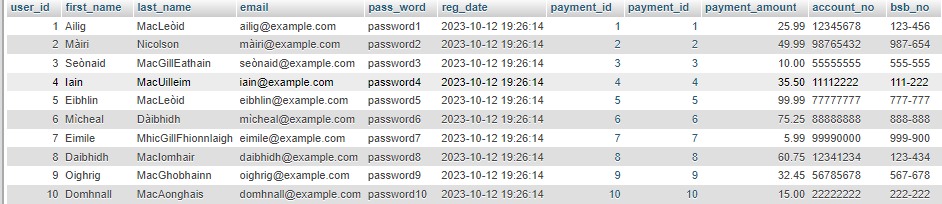 user_id first_name last_name email pass_word reg_date payment_id payment_id payment_amount account_no bsb_no
1 Ailig MacLeòid ailig@example.com password1 2023-10-12 19:26:14 1 1 25.99 12345678 123-456
2 Màiri Nicolson màiri@example.com password2 2023-10-12 19:26:14 2 2 49.99 98765432 987-654
3 Seònaid MacGillEathain seònaid@example.com password3 2023-10-12 19:26:14 3 3 10.00 55555555 555-555
4 Iain MacUilleim iain@example.com password4 2023-10-12 19:26:14 4 4 35.50 11112222 111-222
5 Eibhlin MacLeòid eibhlin@example.com password5 2023-10-12 19:26:14 5 5 99.99 77777777 777-777
6 Mìcheal Dàibhidh mìcheal@example.com password6 2023-10-12 19:26:14 6 6 75.25 88888888 888-888
7 Eimile MhicGillFhionnlaigh eimile@example.com password7 2023-10-12 19:26:14 7 7 5.99 99990000 999-900
8 Daibhidh MacIomhair daibhidh@example.com password8 2023-10-12 19:26:14 8 8 60.75 12341234 123-434
9 Oighrig MacGhobhainn oighrig@example.com password9 2023-10-12 19:26:14 9 9 32.45 56785678 567-678
10 Domhnall MacAonghais domhnall@example.com password10 2023-10-12 19:26:14 10 10 15.00 22222222 222-222